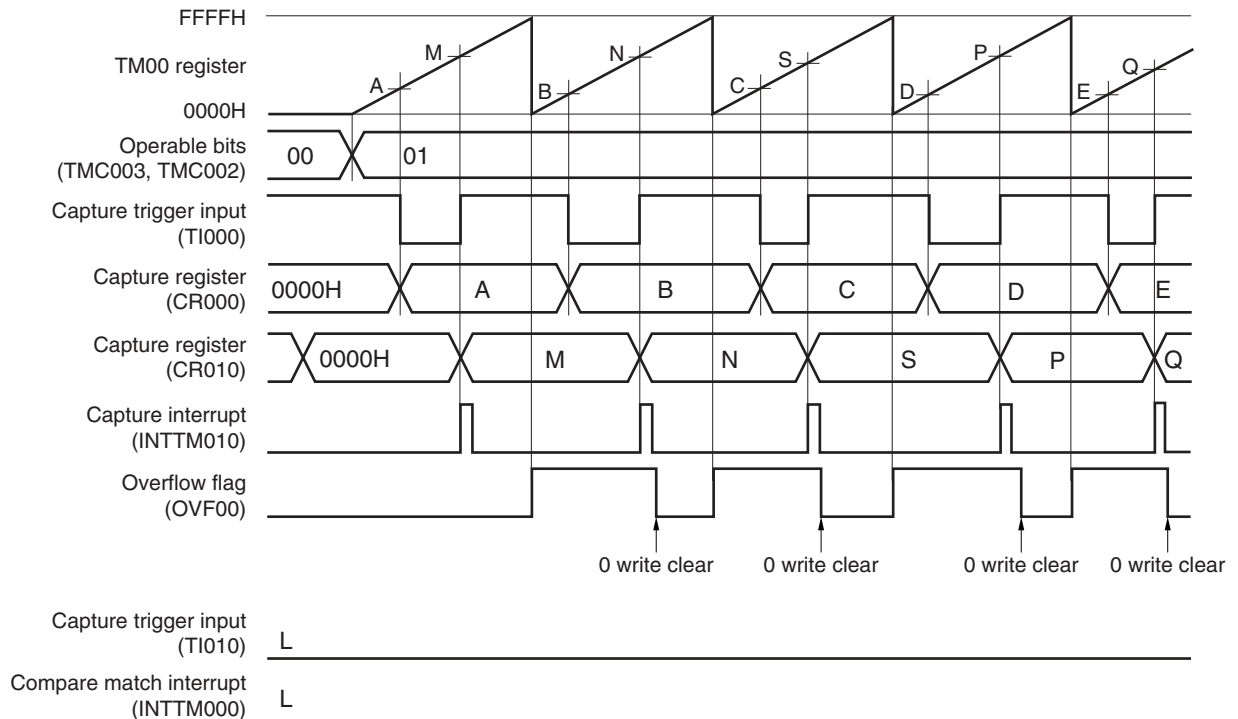 FFFFH
TM00 register
0000H
A M B N C S D P E Q
Operable bits
(TMC003, TMC002)
00 01
Capture trigger input
(TI000)
Capture register
(CR000)
0000H A B C D E
Capture register
(CR010)
0000H M N S P Q
Capture interrupt
(INTTM010)
Overflow flag
(OVF00)
0 write clear 0 write clear 0 write clear 0 write clear
Capture trigger input
(TI010)
L
Compare match interrupt
(INTTM000)
L